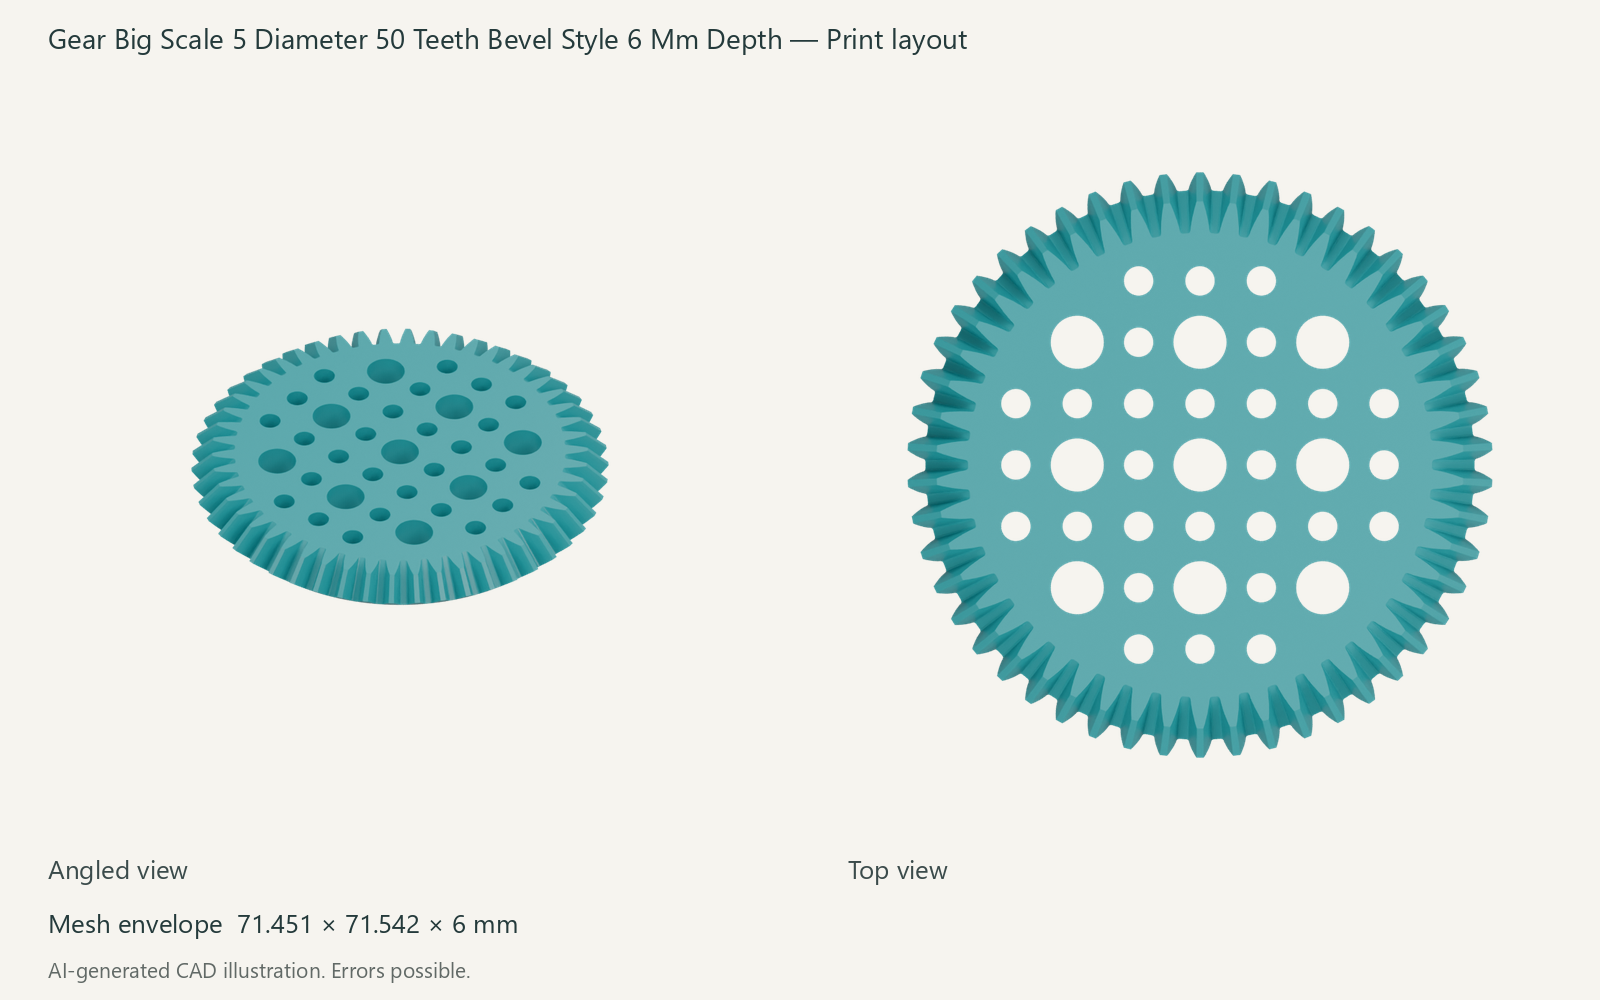 Gear Big Scale 5 Diameter 50 Teeth Bevel Style 6 Mm Depth — Print layout
Angled view
Top view
Mesh envelope 71.451 × 71.542 × 6 mm
AI-generated CAD illustration. Errors possible.